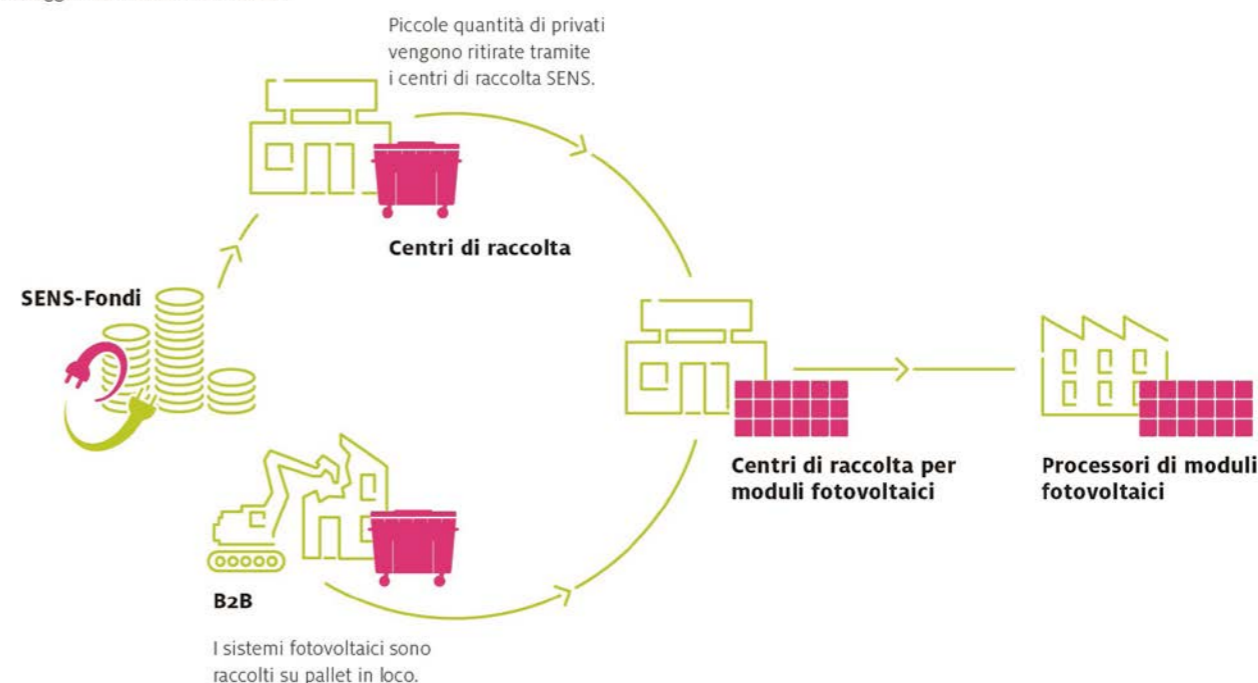 Piccole quantità di privati
vengono ritirate tramite
i centri di raccolta SENS.
Centri di raccolta
SENS-Fondi
Centri di raccolta per
moduli fotovoltaici
Processori di moduli
fotovoltaici
B2B
I sistemi fotovoltaici sono
raccolti su pallet in loco.